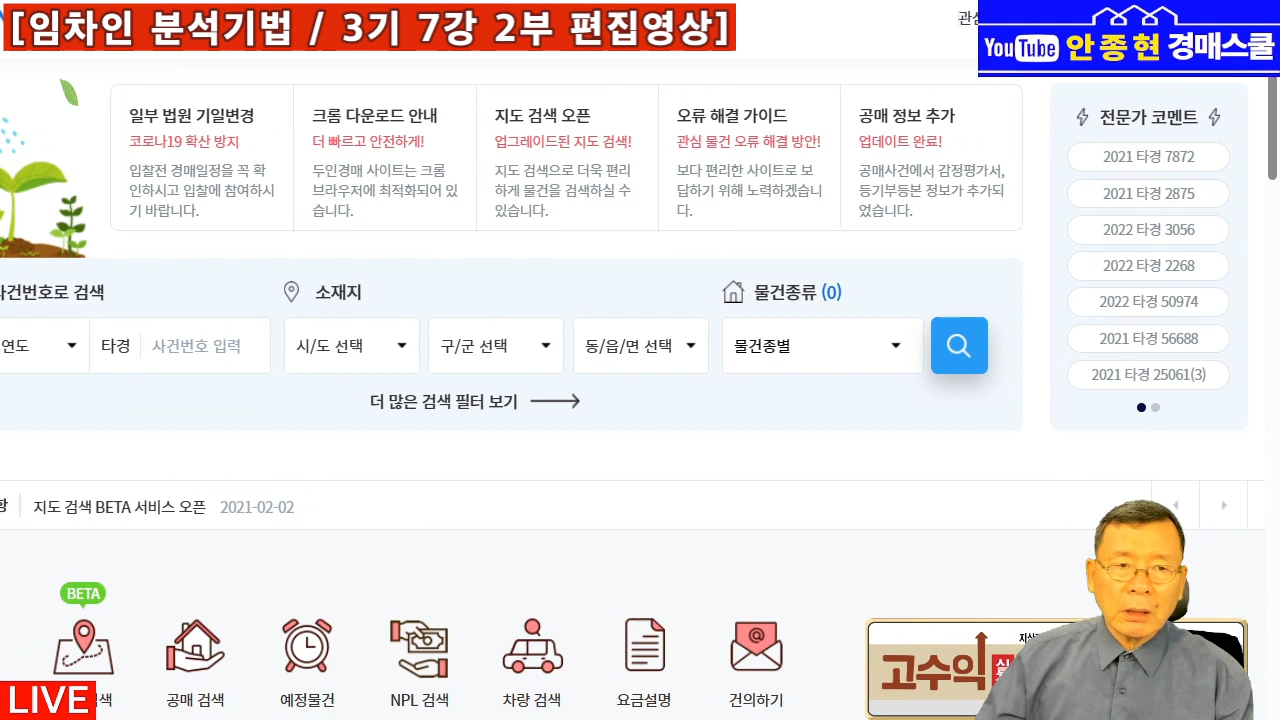 [임차인 분석기법 / 3기 7강 2부 편집영상]
관심
YouTube 안종현 경매스쿨
일부 법원 기일변경
코로나19 확산 방지
입찰전 경매일정을 꼭 확
인하시고 입찰에 참여하시
기 바랍니다.
크롬 다운로드 안내
더 빠르고 안전하게!
두인경매 사이트는 크롬
브라우저에 최적화되어 있
습니다.
지도 검색 오픈
업그레이드된 지도 검색!
지도 검색으로 더욱 편리
하게 물건을 검색하실 수
있습니다.
오류 해결 가이드
관심 물건 오류 해결 방안!
보다 편리한 사이트로 보
답하기 위해 노력하겠습니
다.
공매 정보 추가
업데이트 완료!
공매사건에서 감정평가서,
등기부등본 정보가 추가되
었습니다.
전문가 코멘트
2021 타경 7872
2021 타경 2875
2022 타경 3056
2022 타경 2268
2022 타경 50974
2021 타경 56688
2021 타경 25061(3)
사건번호로 검색
소재지
물건종류 (0)
연도
타경
사건번호 입력
시/도 선택
구/군 선택
동/읍/면 선택
물건종별
더 많은 검색 필터 보기
항
지도 검색 BETA 서비스 오픈 2021-02-02
BETA
색
공매 검색
예정물건
NPL 검색
차량 검색
요금설명
건의하기
고수익
LIVE